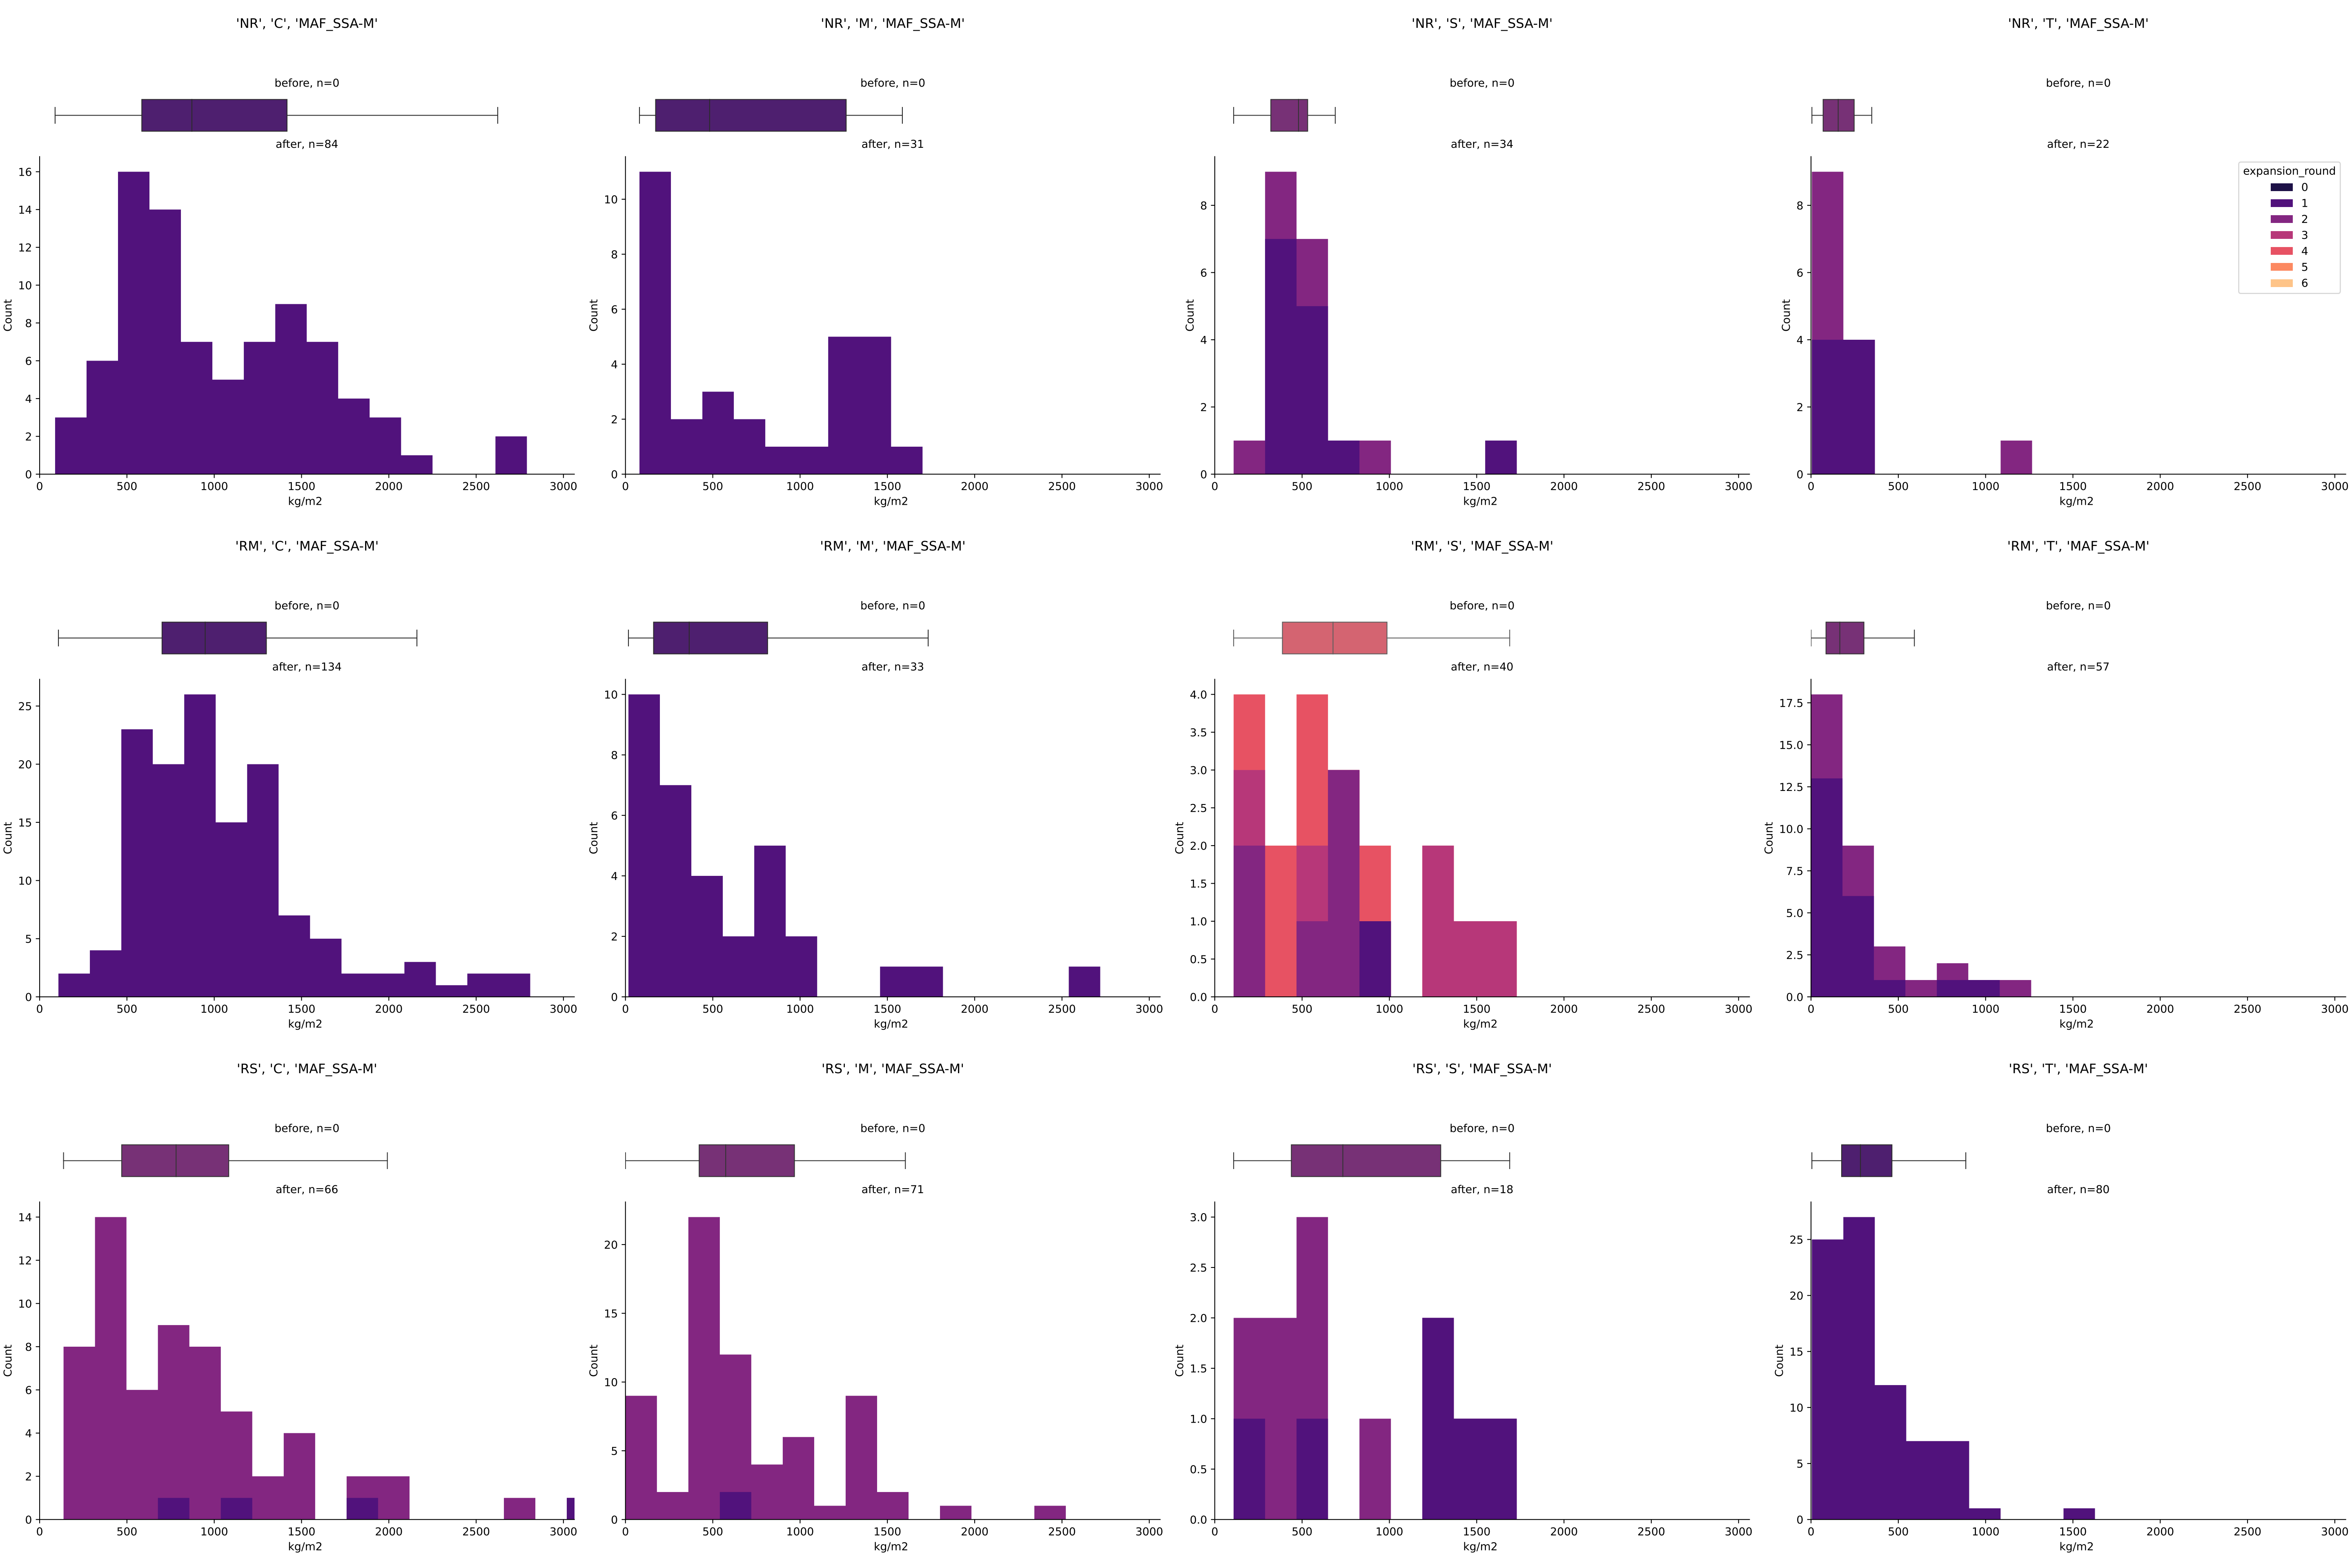 'NR', 'C', 'MAF_SSA-M'
before, n=0
after, n=84
Count
16
14
12
10
8
6
4
2
0
0 500 1000 1500 2000 2500 3000
kg/m2
'NR', 'M', 'MAF_SSA-M'
before, n=0
after, n=31
Count
10
8
6
4
2
0
0 500 1000 1500 2000 2500 3000
kg/m2
'NR', 'S', 'MAF_SSA-M'
before, n=0
after, n=34
Count
8
6
4
2
0
0 500 1000 1500 2000 2500 3000
kg/m2
'NR', 'T', 'MAF_SSA-M'
before, n=0
after, n=22
expansion_round
0
1
2
3
4
5
6
Count
8
6
4
2
0
0 500 1000 1500 2000 2500 3000
kg/m2
'RM', 'C', 'MAF_SSA-M'
before, n=0
after, n=134
Count
25
20
15
10
5
0
0 500 1000 1500 2000 2500 3000
kg/m2
'RM', 'M', 'MAF_SSA-M'
before, n=0
after, n=33
Count
10
8
6
4
2
0
0 500 1000 1500 2000 2500 3000
kg/m2
'RM', 'S', 'MAF_SSA-M'
before, n=0
after, n=40
Count
4.0
3.5
3.0
2.5
2.0
1.5
1.0
0.5
0.0
0 500 1000 1500 2000 2500 3000
kg/m2
'RM', 'T', 'MAF_SSA-M'
before, n=0
after, n=57
Count
17.5
15.0
12.5
10.0
7.5
5.0
2.5
0.0
0 500 1000 1500 2000 2500 3000
kg/m2
'RS', 'C', 'MAF_SSA-M'
before, n=0
after, n=66
Count
14
12
10
8
6
4
2
0
0 500 1000 1500 2000 2500 3000
kg/m2
'RS', 'M', 'MAF_SSA-M'
before, n=0
after, n=71
Count
20
15
10
5
0
0 500 1000 1500 2000 2500 3000
kg/m2
'RS', 'S', 'MAF_SSA-M'
before, n=0
after, n=18
Count
3.0
2.5
2.0
1.5
1.0
0.5
0.0
0 500 1000 1500 2000 2500 3000
kg/m2
'RS', 'T', 'MAF_SSA-M'
before, n=0
after, n=80
Count
25
20
15
10
5
0
0 500 1000 1500 2000 2500 3000
kg/m2